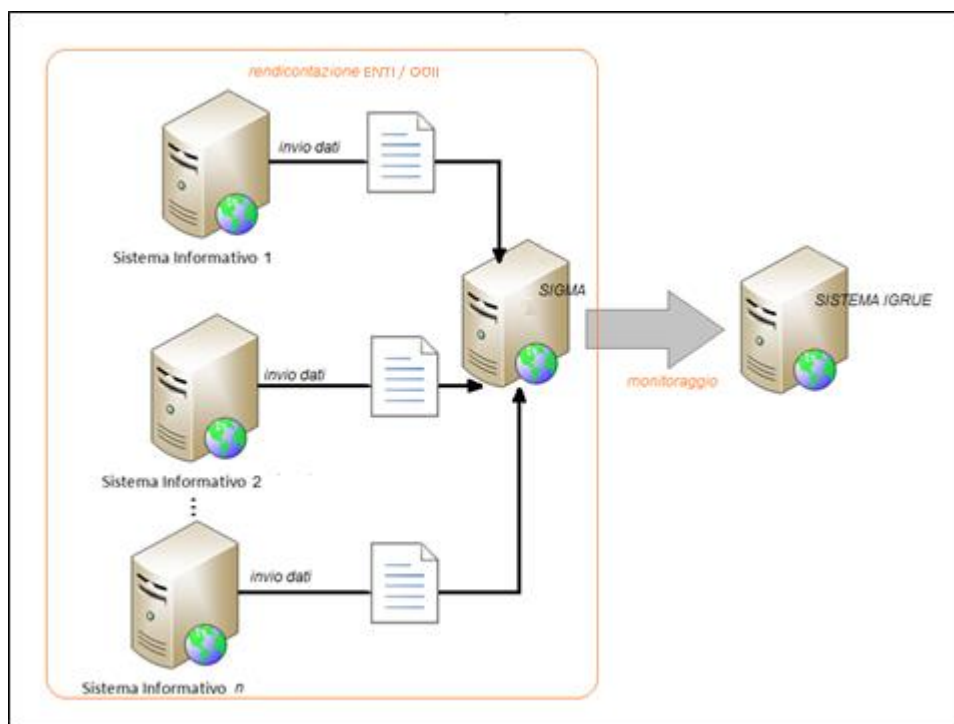 rendicontazione ENTI / OOII
invio dati
Sistema Informativo 1
SIGMA
SISTEMA IGRUE
invio dati
monitoraggio
Sistema Informativo 2
invio dati
Sistema Informativo n